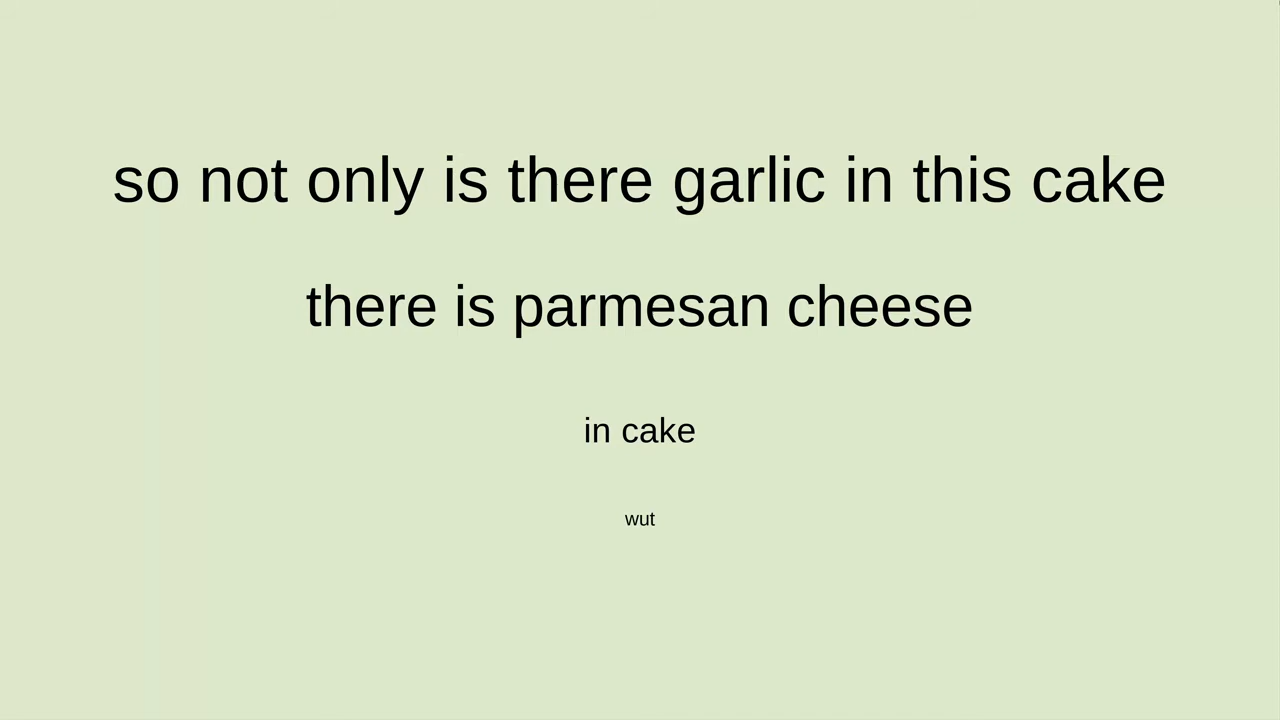 so not only is there garlic in this cake
there is parmesan cheese
in cake
wut